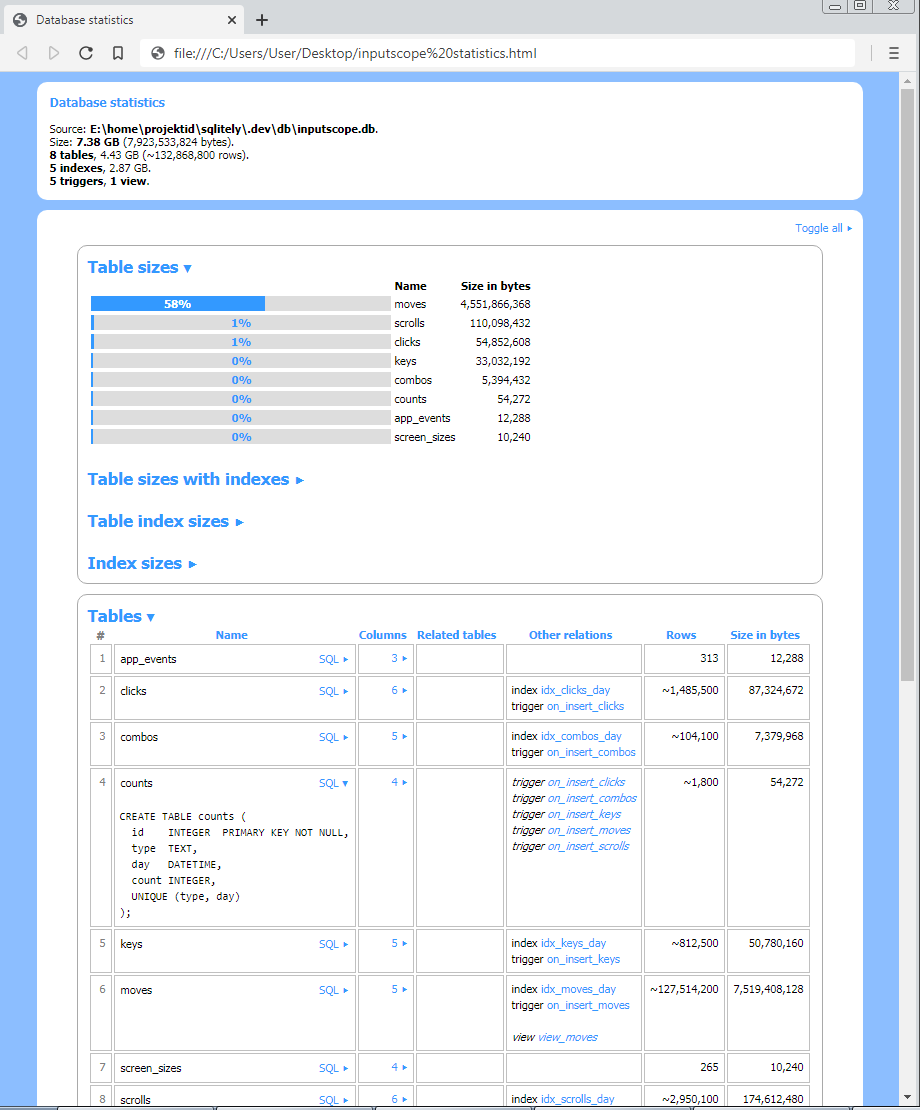 Database statistics
file:///C:/Users/User/Desktop/inputscope%20statistics.html
Database statistics
Source: E:\home\projektid\sqlitely\.dev\db\inputscope.db.
Size: 7.38 GB (7,923,533,824 bytes).
8 tables, 4.43 GB (~132,868,800 rows).
5 indexes, 2.87 GB.
5 triggers, 1 view.
Toggle all ►
Table sizes ▼
Name Size in bytes
58% moves 4,551,866,368
1% scrolls 110,098,432
1% clicks 54,852,608
0% keys 33,032,192
0% combos 5,394,432
0% counts 54,272
0% app_events 12,288
0% screen_sizes 10,240
Table sizes with indexes ►
Table index sizes ►
Index sizes ►
Tables ▼
# Name Columns Related tables Other relations Rows Size in bytes
1 app_events SQL ► 3 ► 313 12,288
2 clicks SQL ► 6 ► index idx_clicks_day ~1,485,500 87,324,672
trigger on_insert_clicks
3 combos SQL ► 5 ► index idx_combos_day ~104,100 7,379,968
trigger on_insert_combos
4 counts SQL ▼ 4 ► trigger on_insert_clicks ~1,800 54,272
trigger on_insert_combos
trigger on_insert_keys
trigger on_insert_moves
trigger on_insert_scrolls
CREATE TABLE counts (
id INTEGER PRIMARY KEY NOT NULL,
type TEXT,
day DATETIME,
count INTEGER,
UNIQUE (type, day)
);
5 keys SQL ► 5 ► index idx_keys_day ~812,500 50,780,160
trigger on_insert_keys
6 moves SQL ► 5 ► index idx_moves_day ~127,514,200 7,519,408,128
trigger on_insert_moves
view view_moves
7 screen_sizes SQL ► 4 ► 265 10,240
8 scrolls SQL ► 6 ► index idx_scrolls_day ~2,950,100 174,612,480